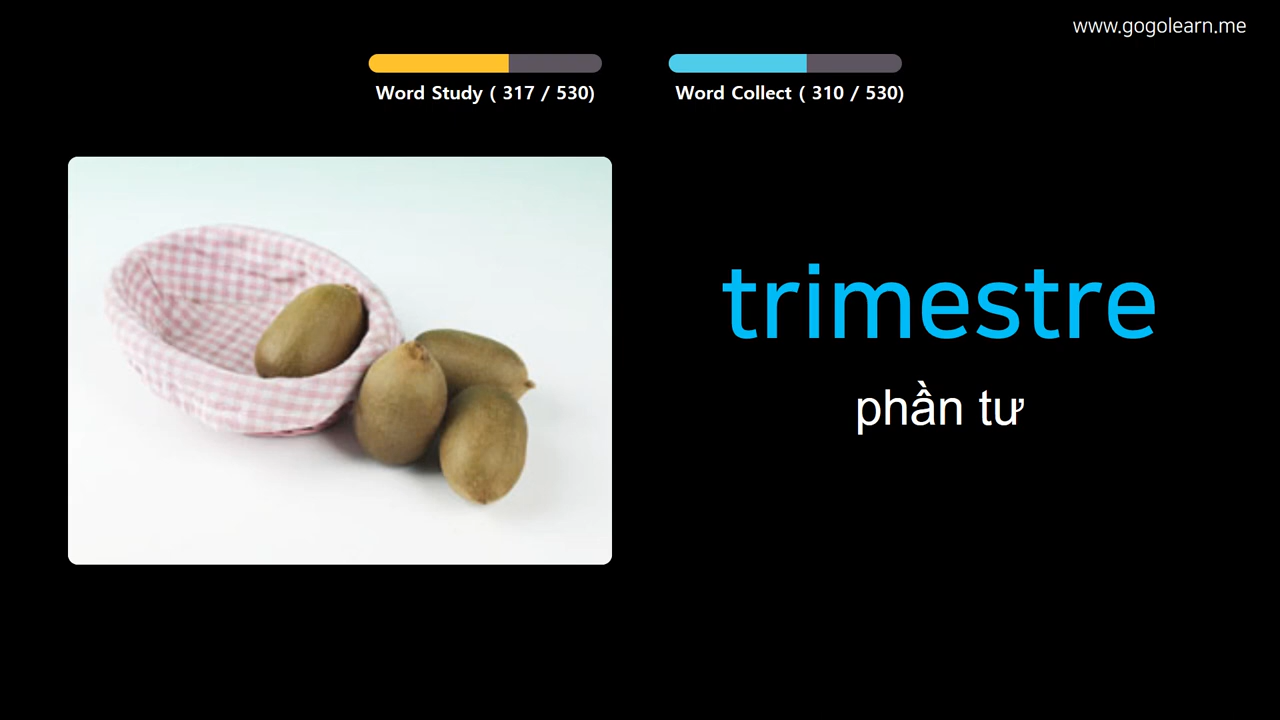 www.gogolearn.me
Word Study ( 317 / 530)
Word Collect ( 310 / 530)
trimestre
phần tư